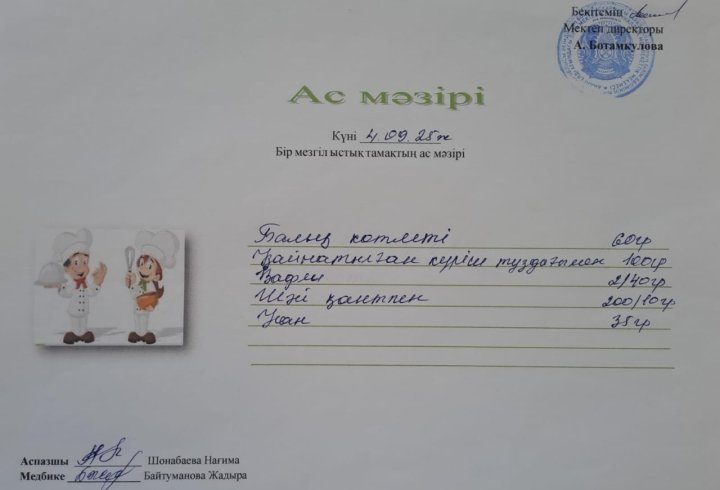 Бекітемін
Мектеп директоры
А. Ботамкулова
Ас мәзірі
Күні 4.09.25ж
Бір мезгіл ыстық тамақтың ас мәзірі
Балық котлеті 60гр
Қайнатылған күріш тұздығымен 100гр
Вафли 2/40гр
Шәй қантпен 200/10гр
Нан 35гр
Аспазшы Шонабаева Нағима
Медбике Байтуманова Жадыра